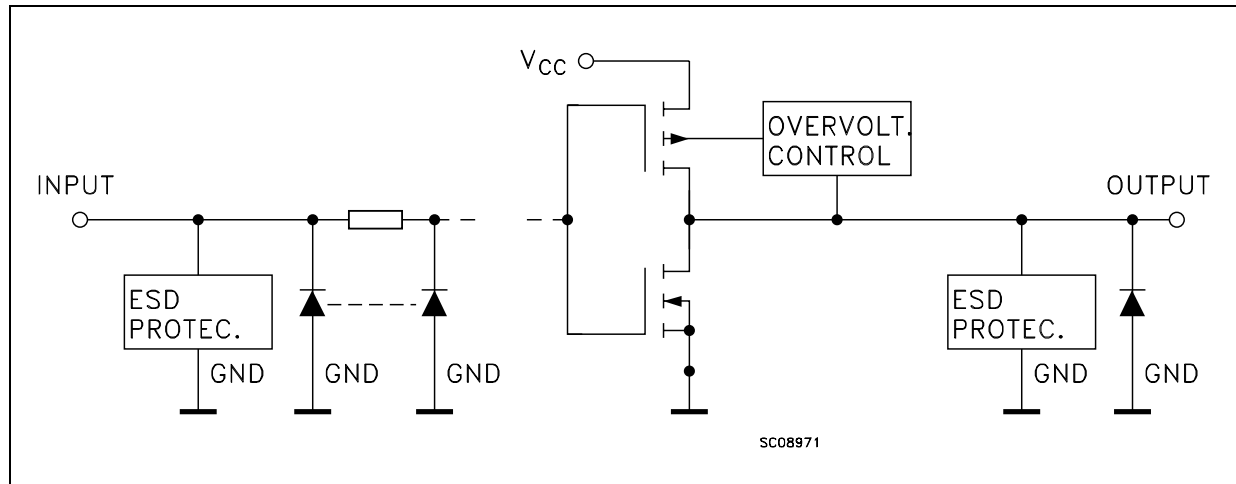 VCC
OVERVOLT.
CONTROL
INPUT
OUTPUT
ESD
PROTEC.
ESD
PROTEC.
GND
GND
GND
GND
GND
SC08971